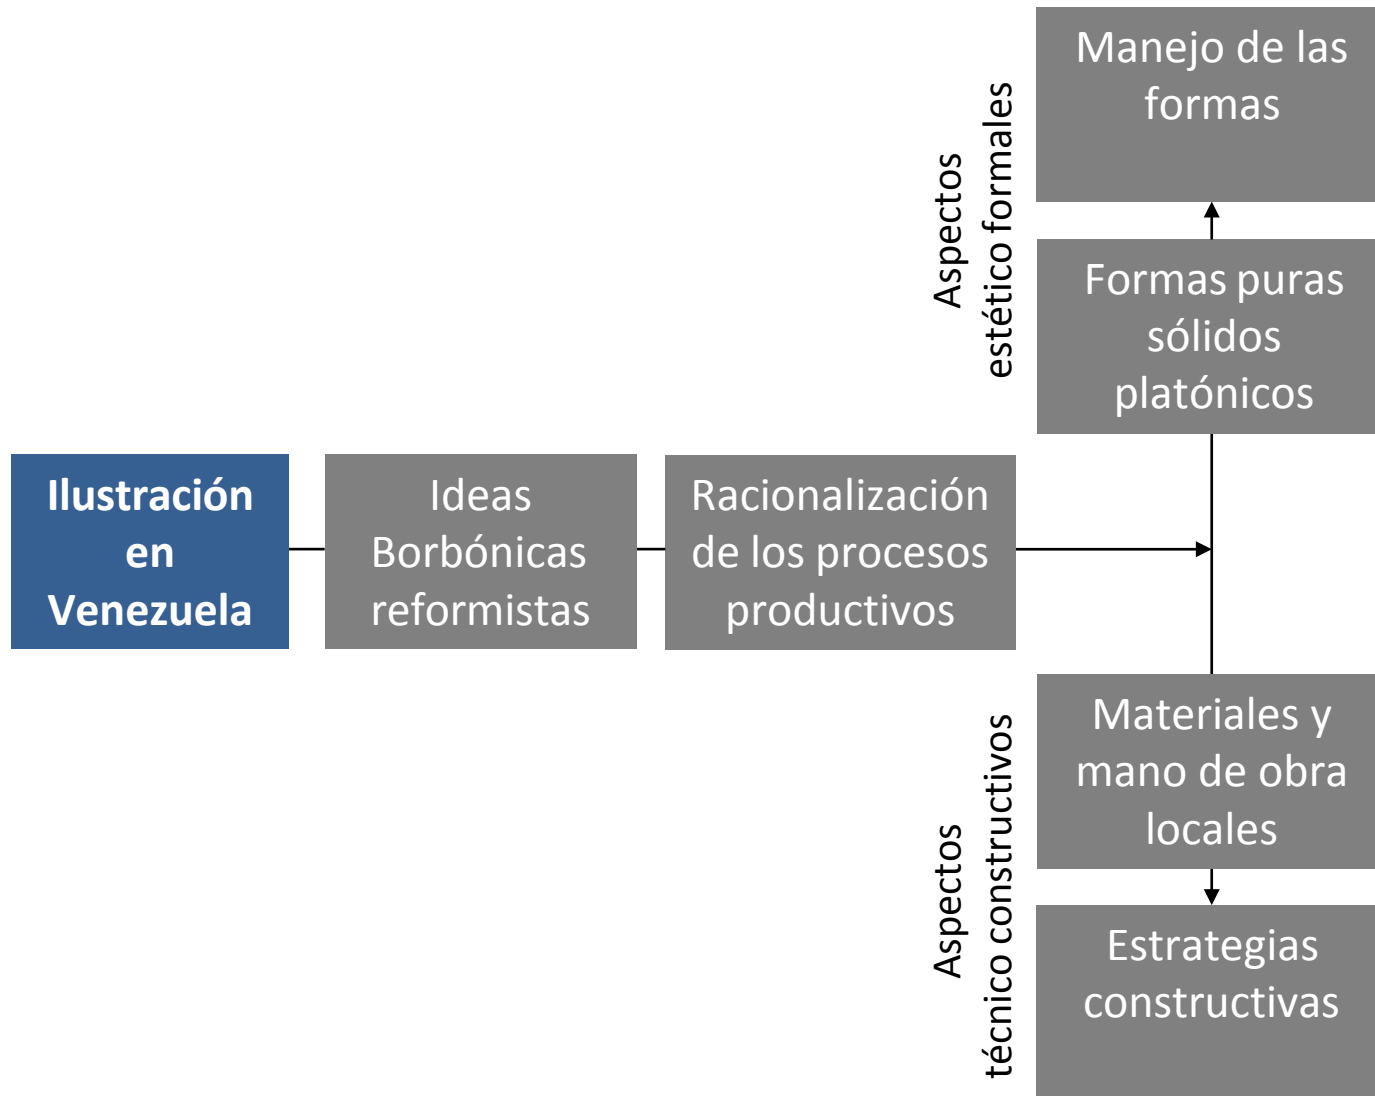 Manejo de las
formas
Aspectos
estético formales
Formas puras
sólidos
platónicos
Ilustración
en
Venezuela
Ideas
Borbónicas
reformistas
Racionalización
de los procesos
productivos
Materiales y
mano de obra
locales
Aspectos
técnico constructivos
Estrategias
constructivas